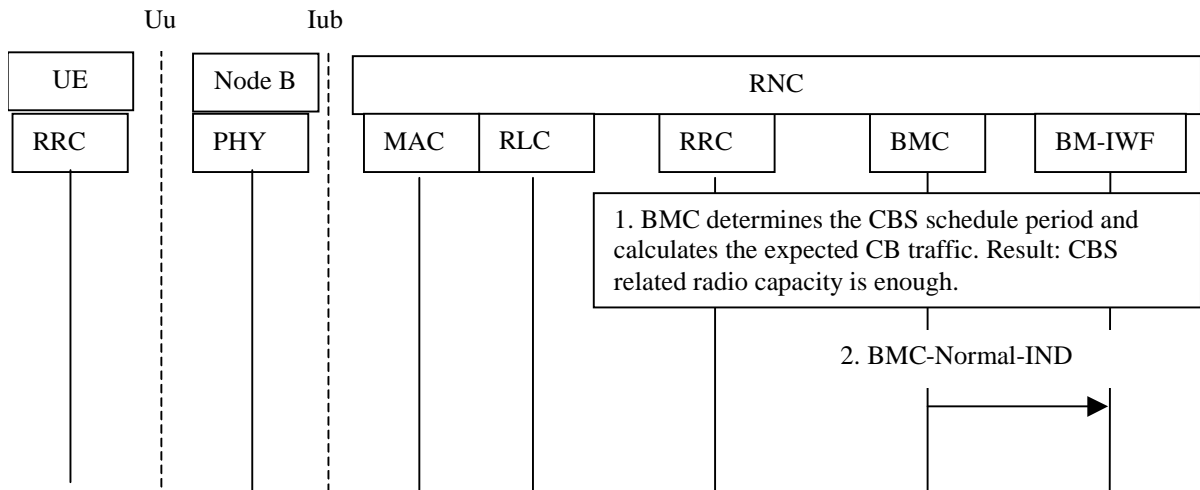 Uu Iub
UE Node B RNC
RRC PHY MAC RLC RRC BMC BM-IWF
1. BMC determines the CBS schedule period and
calculates the expected CB traffic. Result: CBS
related radio capacity is enough.
2. BMC-Normal-IND